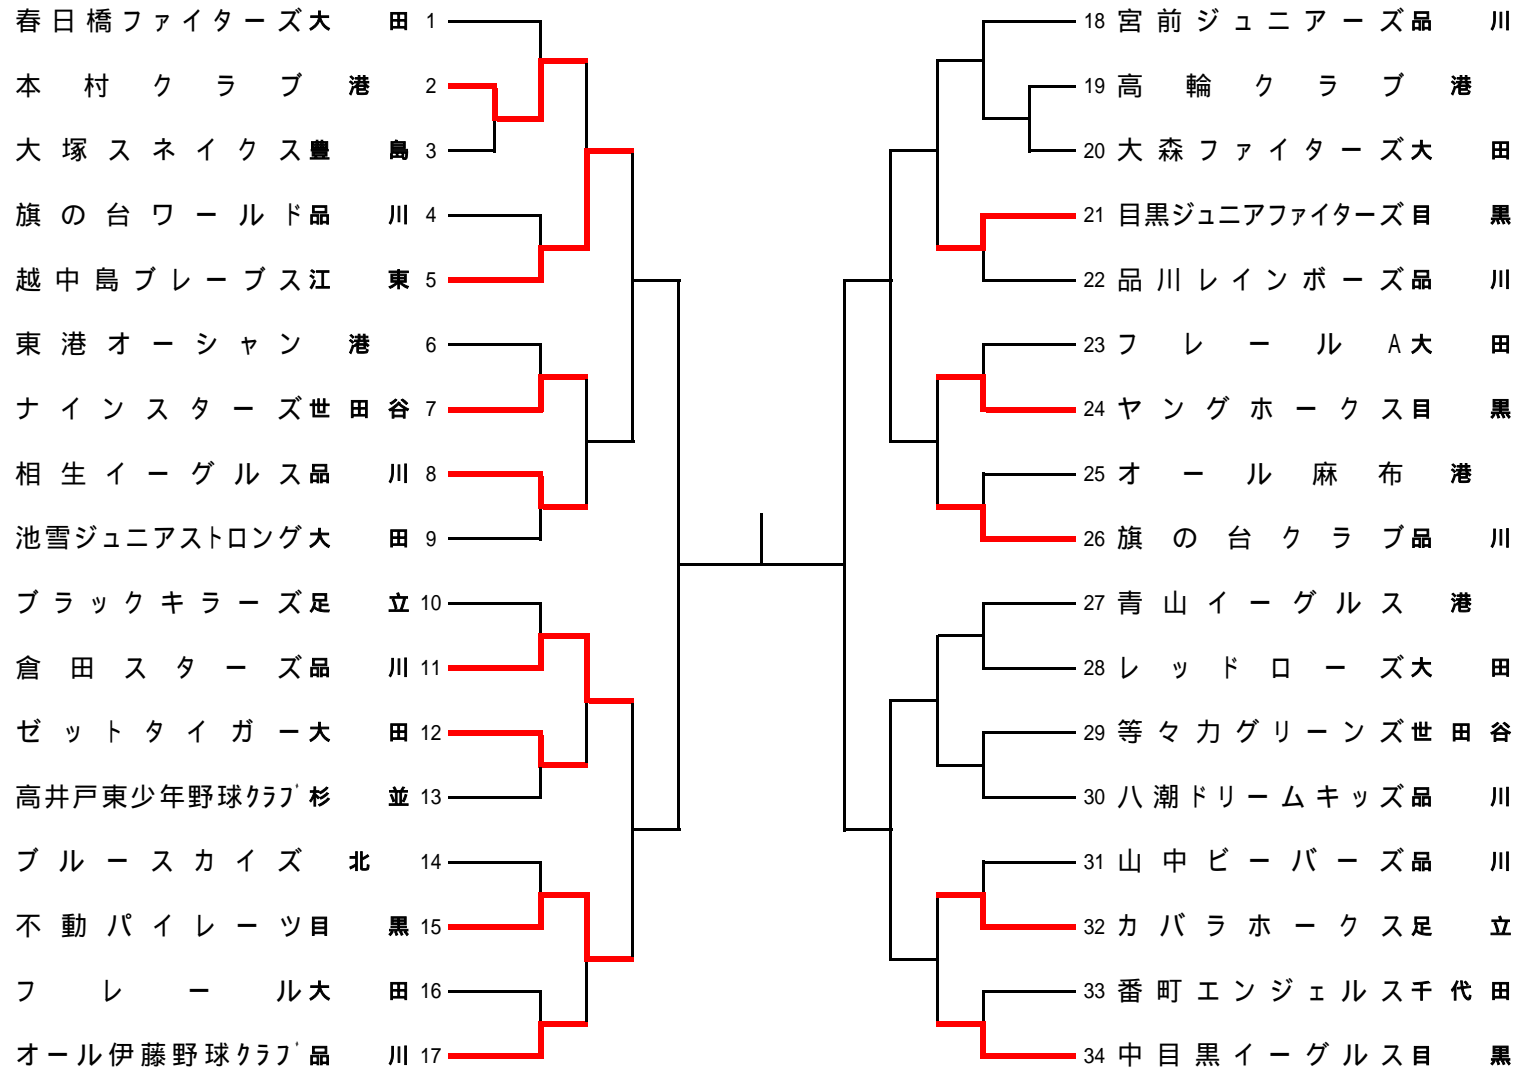 春日橋ファイターズ 大田 1
本村クラブ 港 2
大塚スネイクス 豊島 3
旗の台ワールド 品川 4
越中島ブレーブス 江東 5
東港オーシャン 港 6
ナインスターズ 世田谷 7
相生イーグルス 品川 8
池雪ジュニアストロング 大田 9
ブラックキラーズ 足立 10
倉田スターズ 品川 11
ゼットタイガー 大田 12
高井戸東少年野球ｸﾗﾌﾞ 杉並 13
ブルースカイズ 北 14
不動パイレーツ 目黒 15
フレール 大田 16
オール伊藤野球ｸﾗﾌﾞ 品川 17
18 宮前ジュニアーズ 品川
19 高輪クラブ 港
20 大森ファイターズ 大田
21 目黒ジュニアファイターズ 目黒
22 品川レインボーズ 品川
23 フレールA 大田
24 ヤングホークス 目黒
25 オール麻布 港
26 旗の台クラブ 品川
27 青山イーグルス 港
28 レッドローズ 大田
29 等々力グリーンズ 世田谷
30 八潮ドリームキッズ 品川
31 山中ビーバーズ 品川
32 カバラホークス 足立
33 番町エンジェルス 千代田
34 中目黒イーグルス 目黒